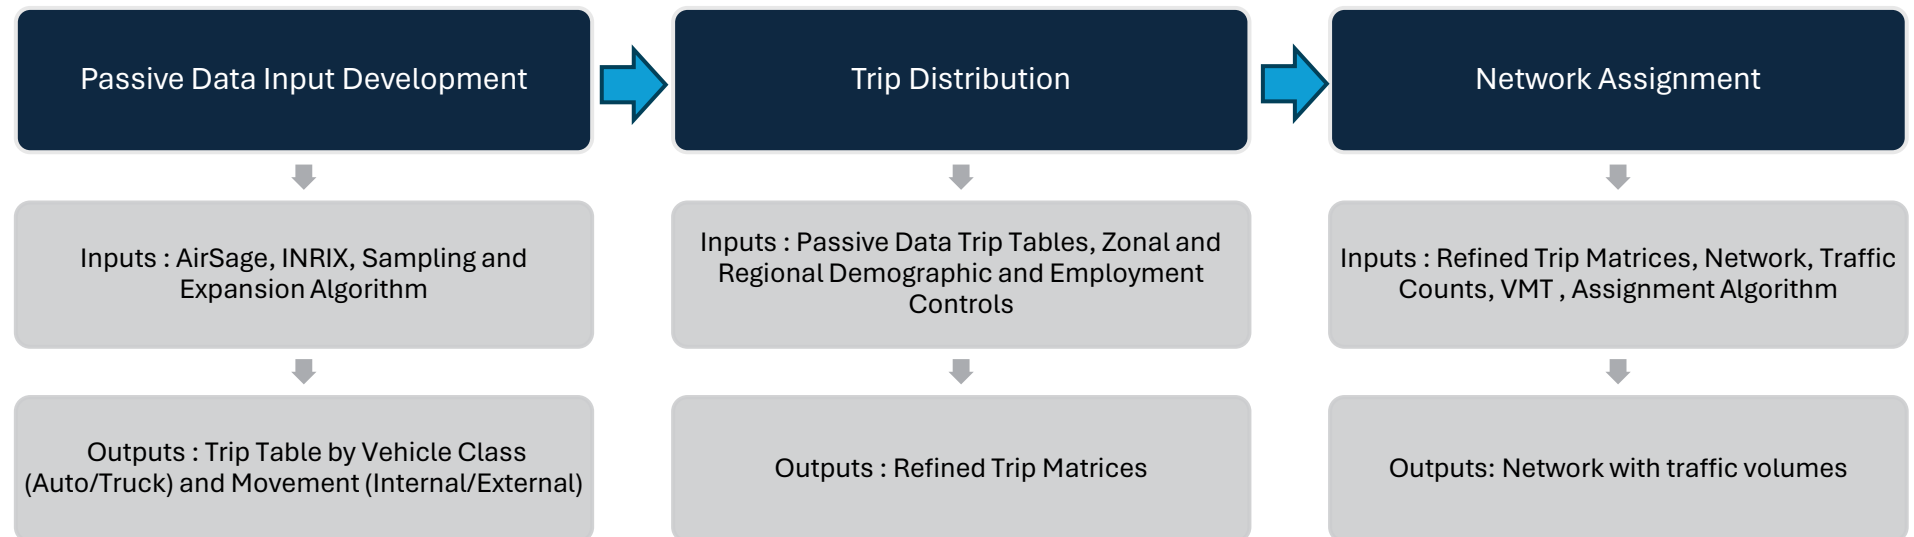 Passive Data Input Development
Trip Distribution
Network Assignment
Inputs : AirSage, INRIX, Sampling and
Expansion Algorithm
Inputs : Passive Data Trip Tables, Zonal and
Regional Demographic and Employment
Controls
Inputs : Refined Trip Matrices, Network, Traffic
Counts, VMT , Assignment Algorithm
Outputs : Trip Table by Vehicle Class
(Auto/Truck) and Movement (Internal/External)
Outputs : Refined Trip Matrices
Outputs: Network with traffic volumes